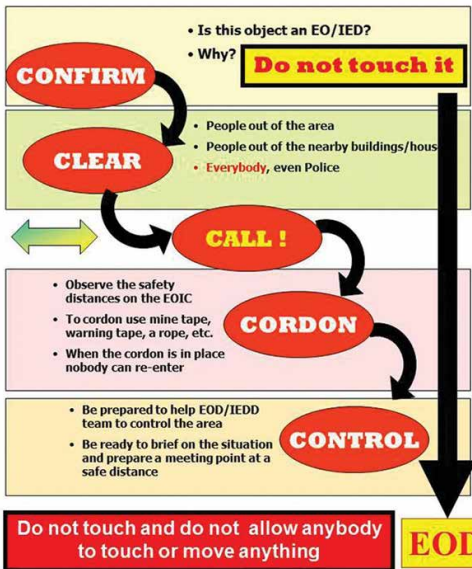 • Is this object an EO/IED?
• Why?
Do not touch it
CONFIRM
• People out of the area
• People out of the nearby buildings/hous
• Everybody, even Police
CLEAR
CALL !
• Observe the safety
distances on the EOIC
• To cordon use mine tape,
warning tape, a rope, etc.
• When the cordon is in place
nobody can re-enter
CORDON
• Be prepared to help EOD/IEDD
team to control the area
• Be ready to brief on the situation
and prepare a meeting point at a
safe distance
CONTROL
Do not touch and do not allow anybody
to touch or move anything
EOD